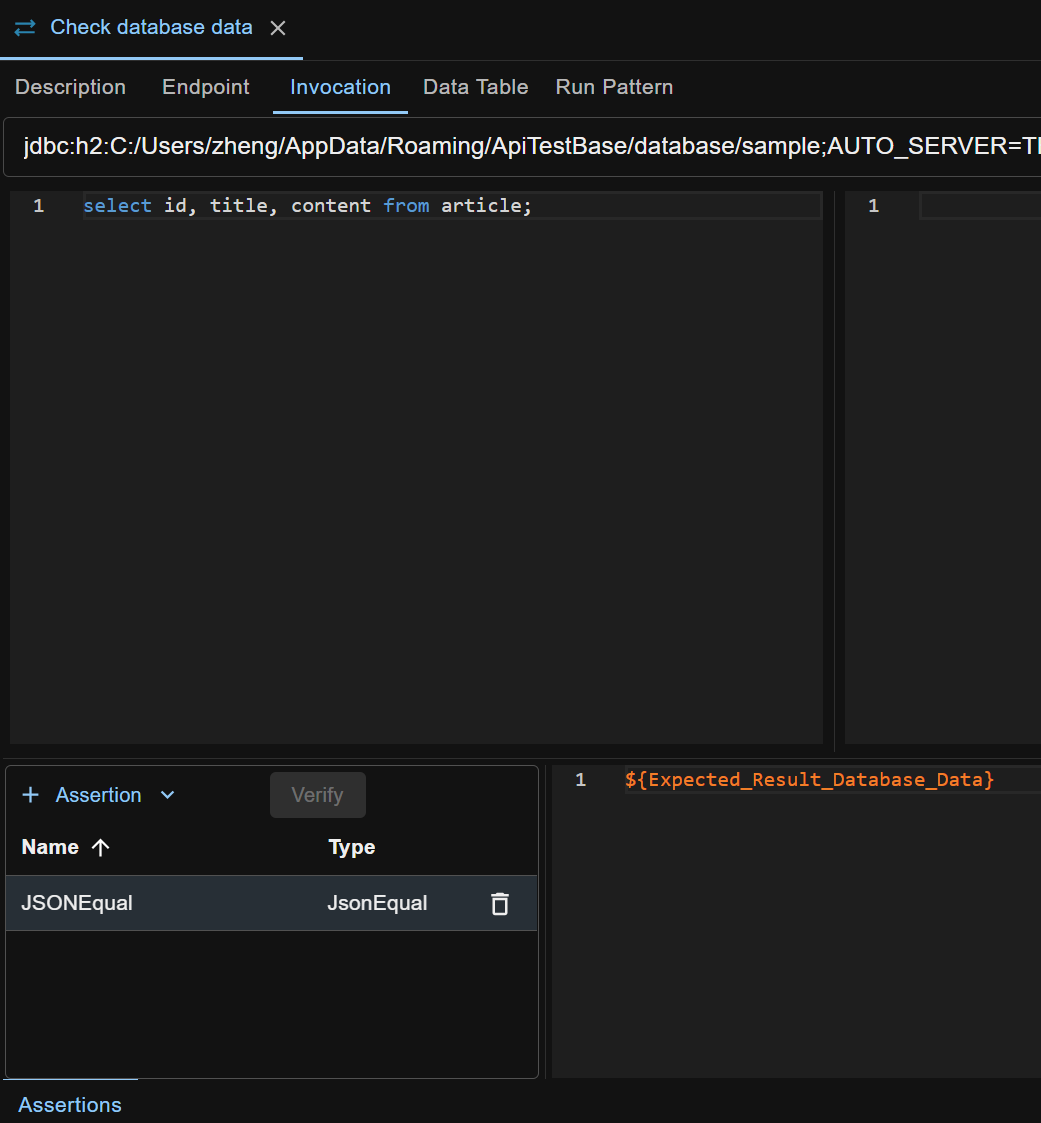 Check database data
Description Endpoint Invocation Data Table Run Pattern
jdbc:h2:C:/Users/zheng/AppData/Roaming/ApiTestBase/database/sample;AUTO_SERVER=
1 select id, title, content from article;
1
+ Assertion Verify
Name Type
JSONEqual JsonEqual
1 ${Expected_Result_Database_Data}
Assertions